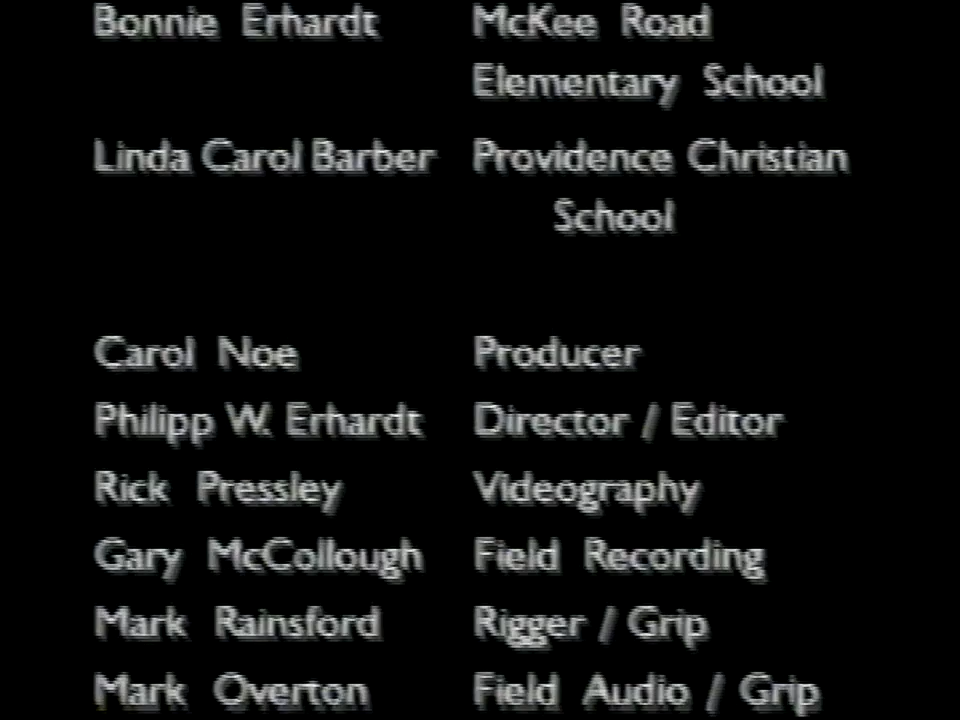 Bonnie Erhardt McKee Road
Elementary School
Linda Carol Barber Providence Christian
School
Carol Noe Producer
Philipp W. Erhardt Director / Editor
Rick Pressley Videography
Gary McCollough Field Recording
Mark Rainsford Rigger / Grip
Mark Overton Field Audio / Grip